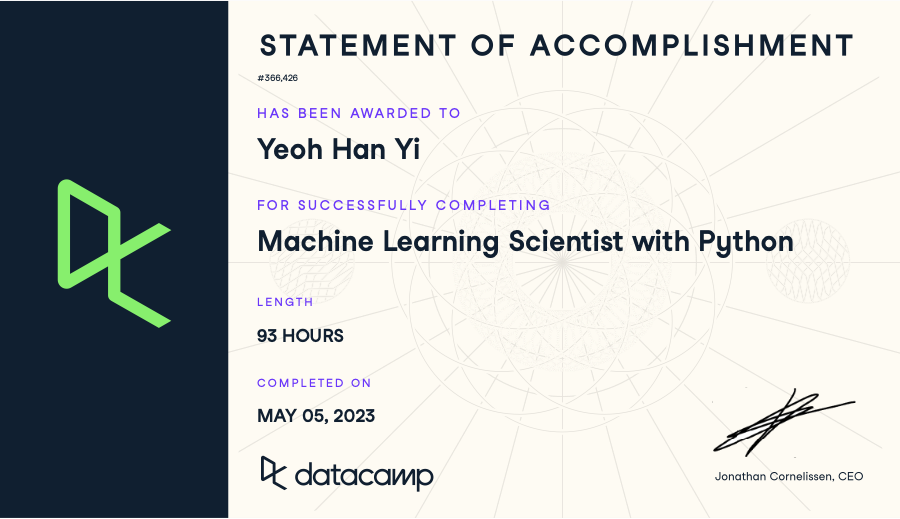 STATEMENT OF ACCOMPLISHMENT
#366,426
HAS BEEN AWARDED TO
Yeoh Han Yi
FOR SUCCESSFULLY COMPLETING
Machine Learning Scientist with Python
LENGTH
93 HOURS
COMPLETED ON
MAY 05, 2023
datacamp
Jonathan Cornelissen, CEO